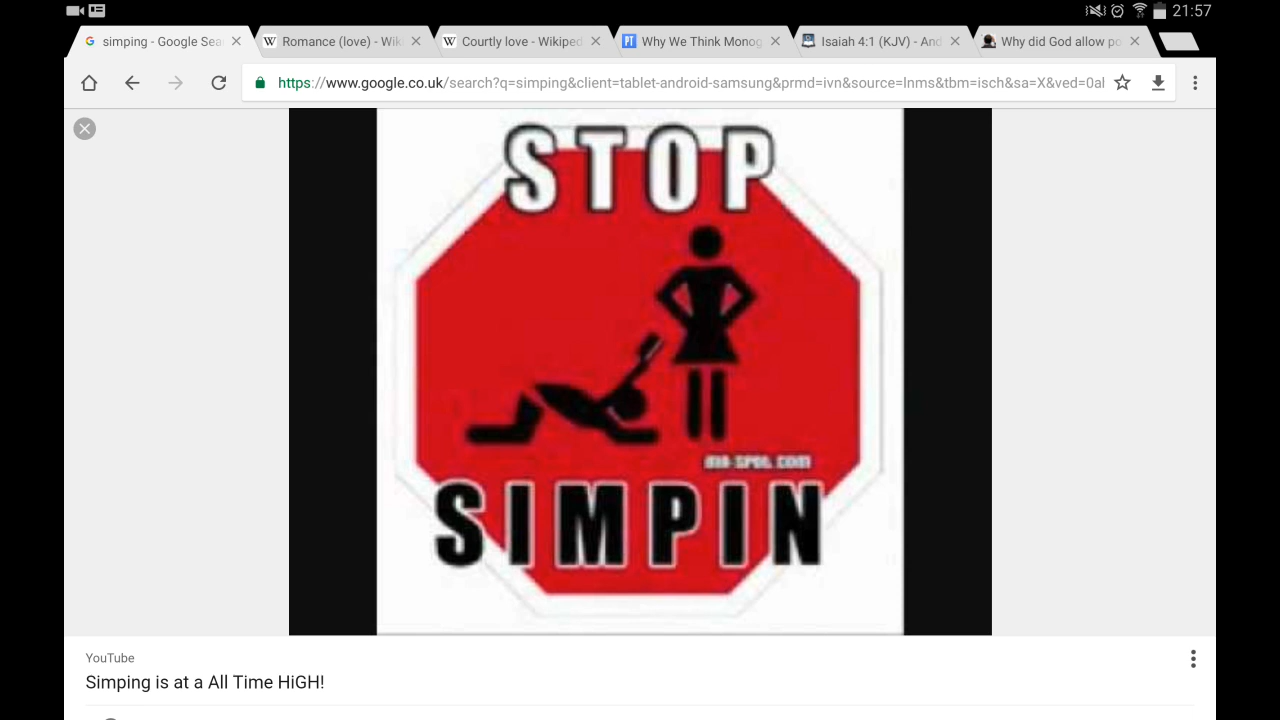 21:57
simping - Google Sea
Romance (love) - Wik
Courtly love - Wikiped
Why We Think Monog
Isaiah 4:1 (KJV) - And
Why did God allow po
https://www.google.co.uk/search?q=simping&client=tablet-android-samsung&prmd=ivn&source=lnms&tbm=isch&sa=X&ved=0al
STOP
SIMPIN
YouTube
Simping is at a All Time HiGH!